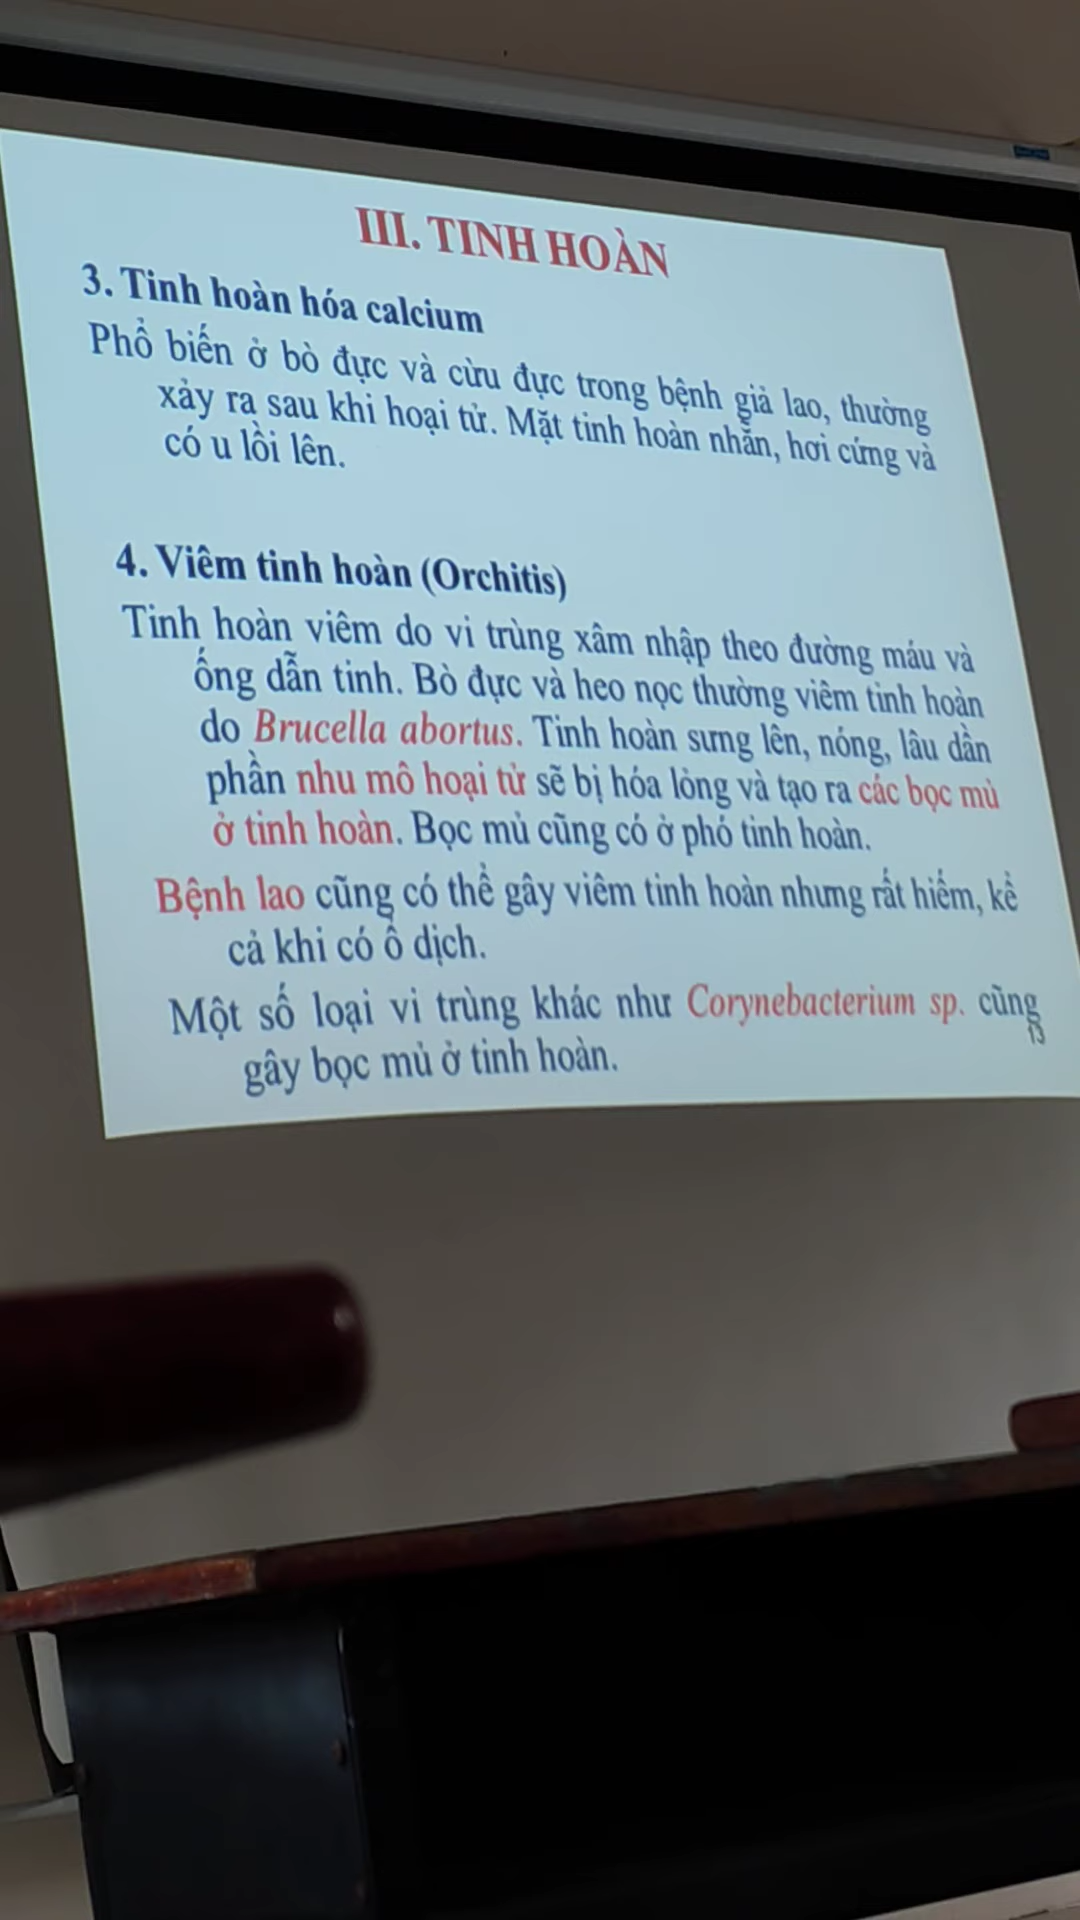 III. TINH HOÀN
3. Tinh hoàn hóa calcium
Phổ biến ở bò đực và cừu đực trong bệnh giả lao, thường
xảy ra sau khi hoại tử. Mặt tinh hoàn nhẵn, hơi cứng và
có u lồi lên.
4. Viêm tinh hoàn (Orchitis)
Tinh hoàn viêm do vi trùng xâm nhập theo đường máu và
ống dẫn tinh. Bò đực và heo nọc thường viêm tinh hoàn
do Brucella abortus. Tinh hoàn sưng lên, nóng, lâu dần
phần nhu mô hoại tử sẽ bị hóa lỏng và tạo ra các bọc mủ
ở tinh hoàn. Bọc mủ cũng có ở phó tinh hoàn.
Bệnh lao cũng có thể gây viêm tinh hoàn nhưng rất hiếm, kể
cả khi có ổ dịch.
Một số loại vi trùng khác như Corynebacterium sp. cũng
gây bọc mủ ở tinh hoàn.
13